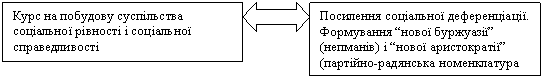 Курс на побудову суспільства
соціальної рівності і соціальної
справедливості
Посилення соціальної деференціації.
Формування “нової буржуазії”
(непманів) і “нової аристократії”
(партійно-радянська номенклатура